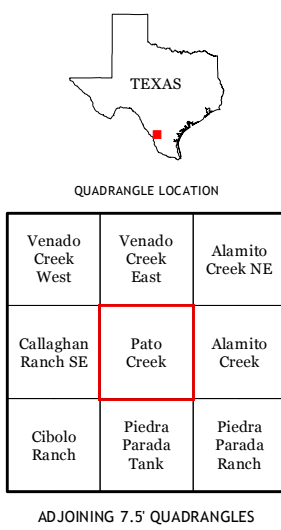 TEXAS
QUADRANGLE LOCATION
Venado
Creek
West
Venado
Creek
East
Alamito
Creek NE
Callaghan
Ranch SE
Pato
Creek
Alamito
Creek
Cibolo
Ranch
Piedra
Parada
Tank
Piedra
Parada
Ranch
ADJOINING 7.5' QUADRANGLES